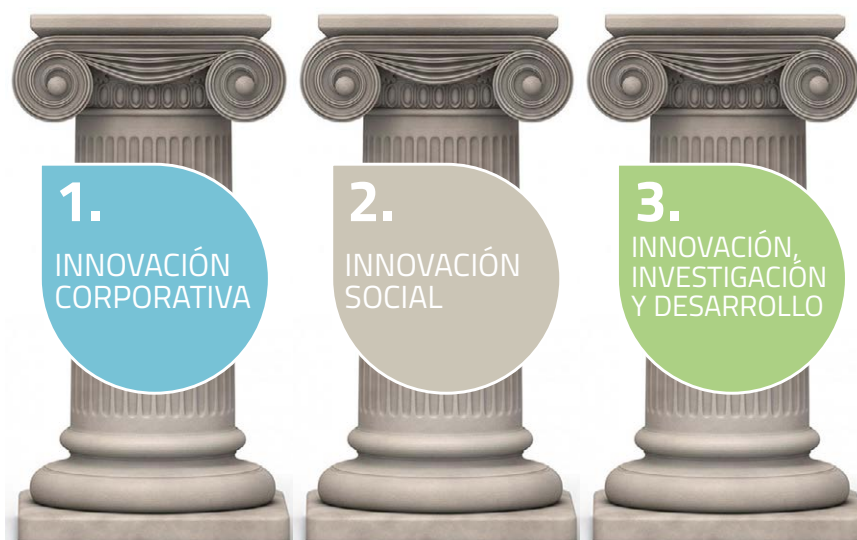 1.
INNOVACIÓN
CORPORATIVA
2.
INNOVACIÓN
SOCIAL
3.
INNOVACIÓN,
INVESTIGACIÓN
Y DESARROLLO